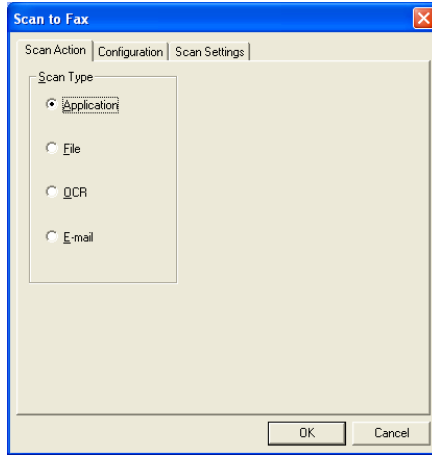 Scan to Fax
Scan Action Configuration Scan Settings
Scan Type
Application
File
OCR
E-mail
OK Cancel